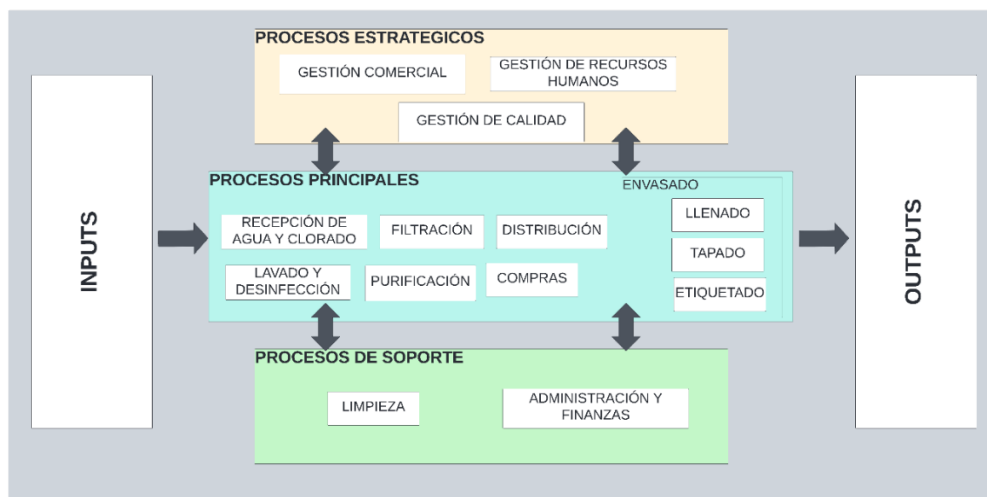 PROCESOS ESTRATEGICOS
GESTIÓN COMERCIAL
GESTIÓN DE RECURSOS
HUMANOS
GESTIÓN DE CALIDAD
INPUTS
PROCESOS PRINCIPALES
ENVASADO
RECEPCIÓN DE
AGUA Y CLORADO
FILTRACIÓN
DISTRIBUCIÓN
LLENADO
LAVADO Y
DESINFECCIÓN
PURIFICACIÓN
COMPRAS
TAPADO
ETIQUETADO
OUTPUTS
PROCESOS DE SOPORTE
LIMPIEZA
ADMINISTRACIÓN Y
FINANZAS